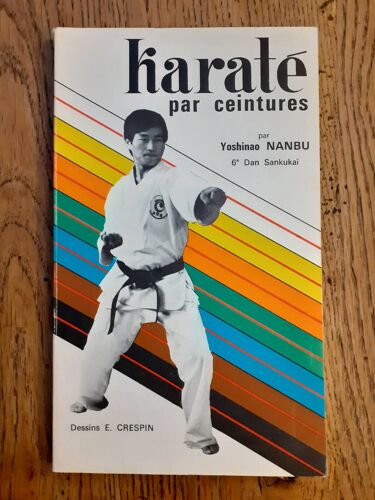 karaté
par ceintures
par
Yoshinao NANBU
6e Dan Sankukaï
Dessins E. CRESPIN